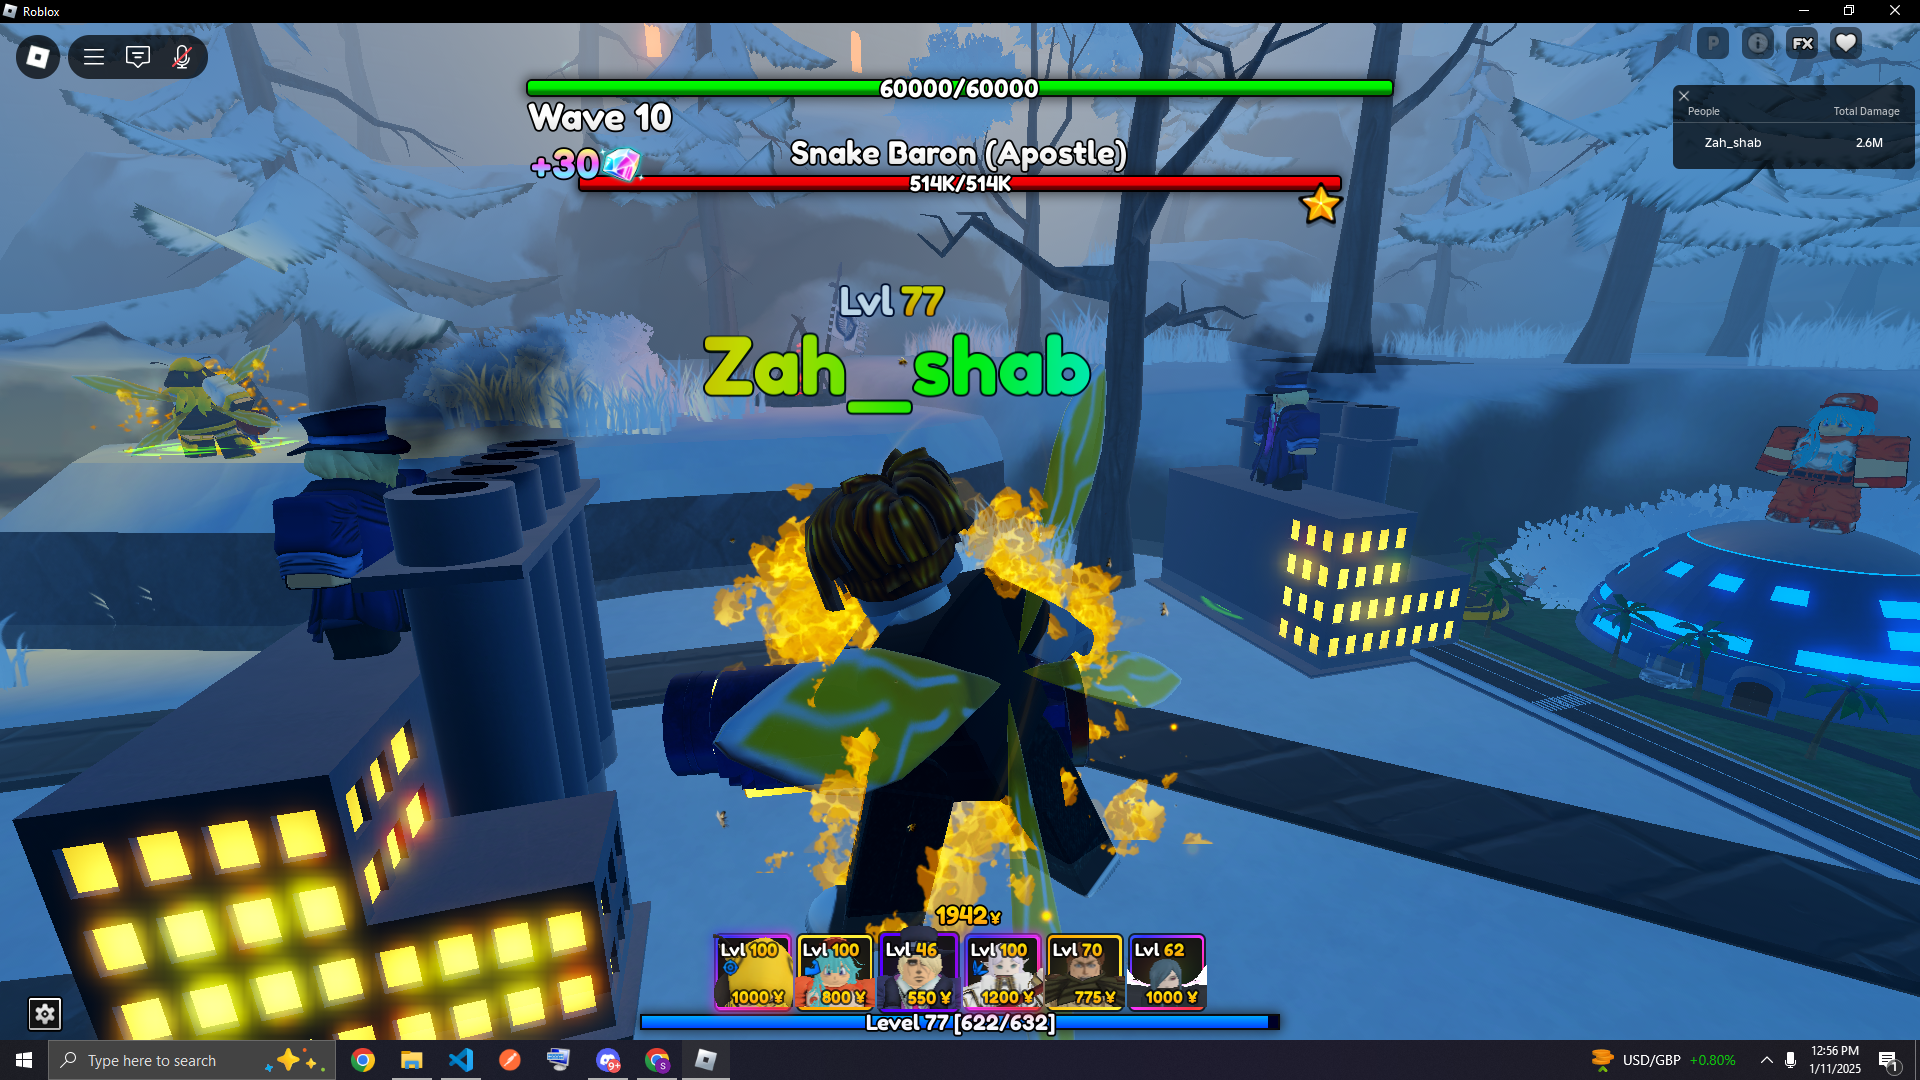 Roblox
P
FX
60000/60000
Wave 10
+30
Snake Baron (Apostle)
514K/514K
People
Total Damage
Zah_shab
2.6M
Lvl 77
Zah_shab
1942¥
Lvl 100
Lvl 100
Lvl 46
Lvl 100
Lvl 70
Lvl 62
1000 ¥
800 ¥
550 ¥
1200 ¥
775 ¥
1000 ¥
Level 77 [622/632]
Type here to search
9+
S
USD/GBP +0.80%
12:56 PM
1/11/2025
1